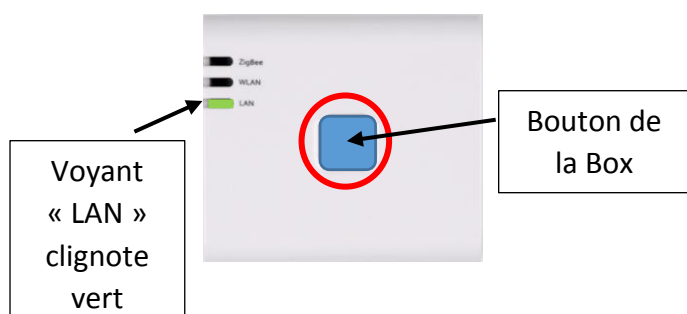 ZigBee
WLAN
LAN
Bouton de
la Box
Voyant
« LAN »
clignote
vert